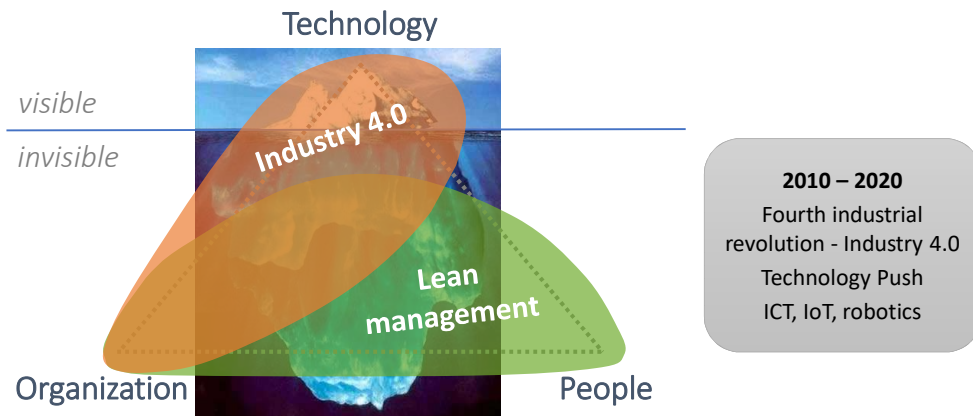 Technology
visible
invisible
Industry 4.0
Lean
management
Organization
People
2010 – 2020
Fourth industrial
revolution - Industry 4.0
Technology Push
ICT, IoT, robotics